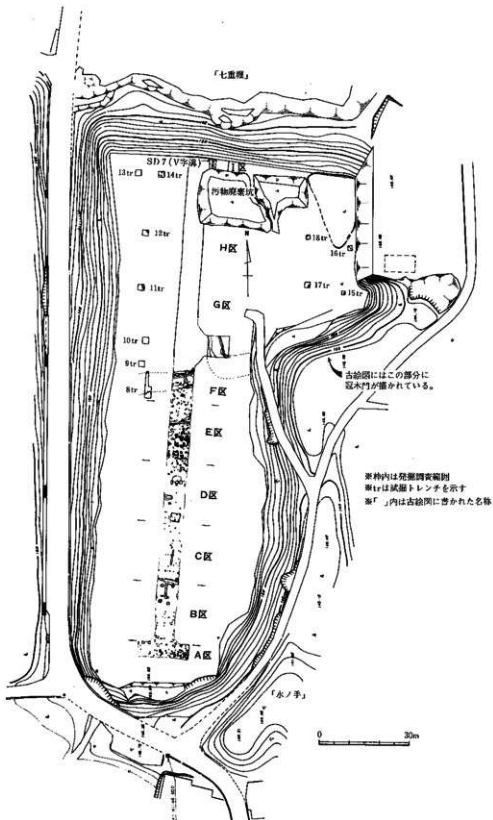 「七重堀」
SD7(V字溝)
I区
13tr
14tr
汚物廃棄坑
12tr
H区
18tr
16tr
11tr
G区
17tr
15tr
10tr
9tr
8tr
F区
古絵図にはこの部分に
冠木門が描かれている。
E区
※枠内は発掘調査範囲
※trは試掘トレンチを示す
※「 」内は古絵図に書かれた名称
D区
C区
B区
A区
「水ノ手」
0
30m